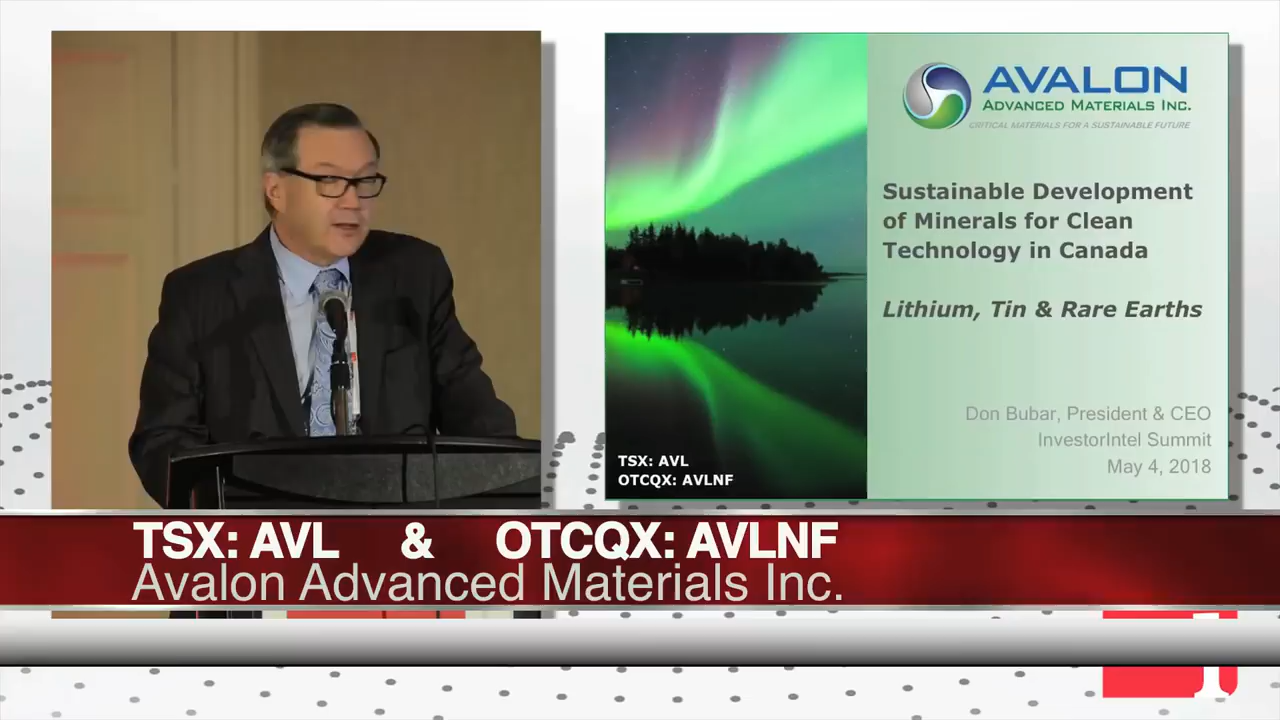 AVALON
ADVANCED MATERIALS INC.
CRITICAL MATERIALS FOR A SUSTAINABLE FUTURE
Sustainable Development
of Minerals for Clean
Technology in Canada
Lithium, Tin & Rare Earths
Don Bubar, President & CEO
InvestorIntel Summit
May 4, 2018
TSX: AVL
OTCQX: AVLNF
TSX: AVL & OTCQX: AVLNF
Avalon Advanced Materials Inc.